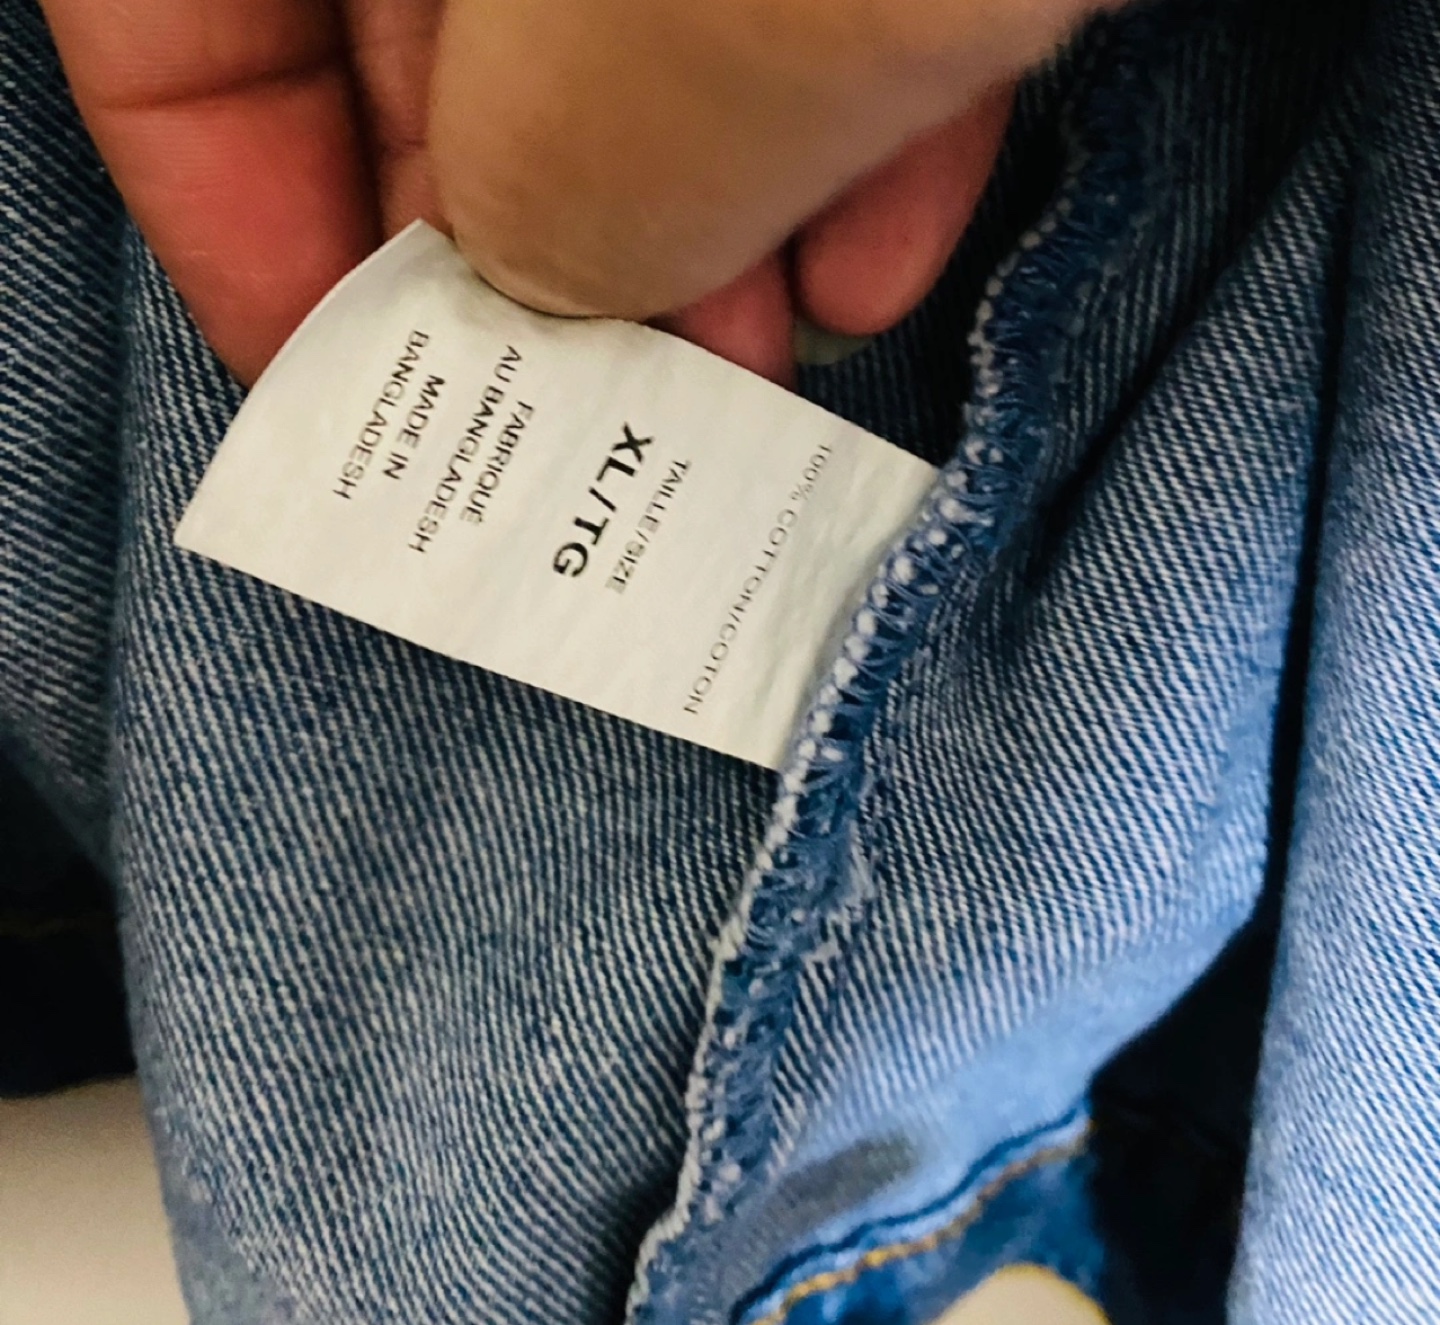 100% COTTON/COTON
TAILLE/SIZE
XL/TG
FABRIQUÉ
AU BANGLADESH
MADE IN
BANGLADESH